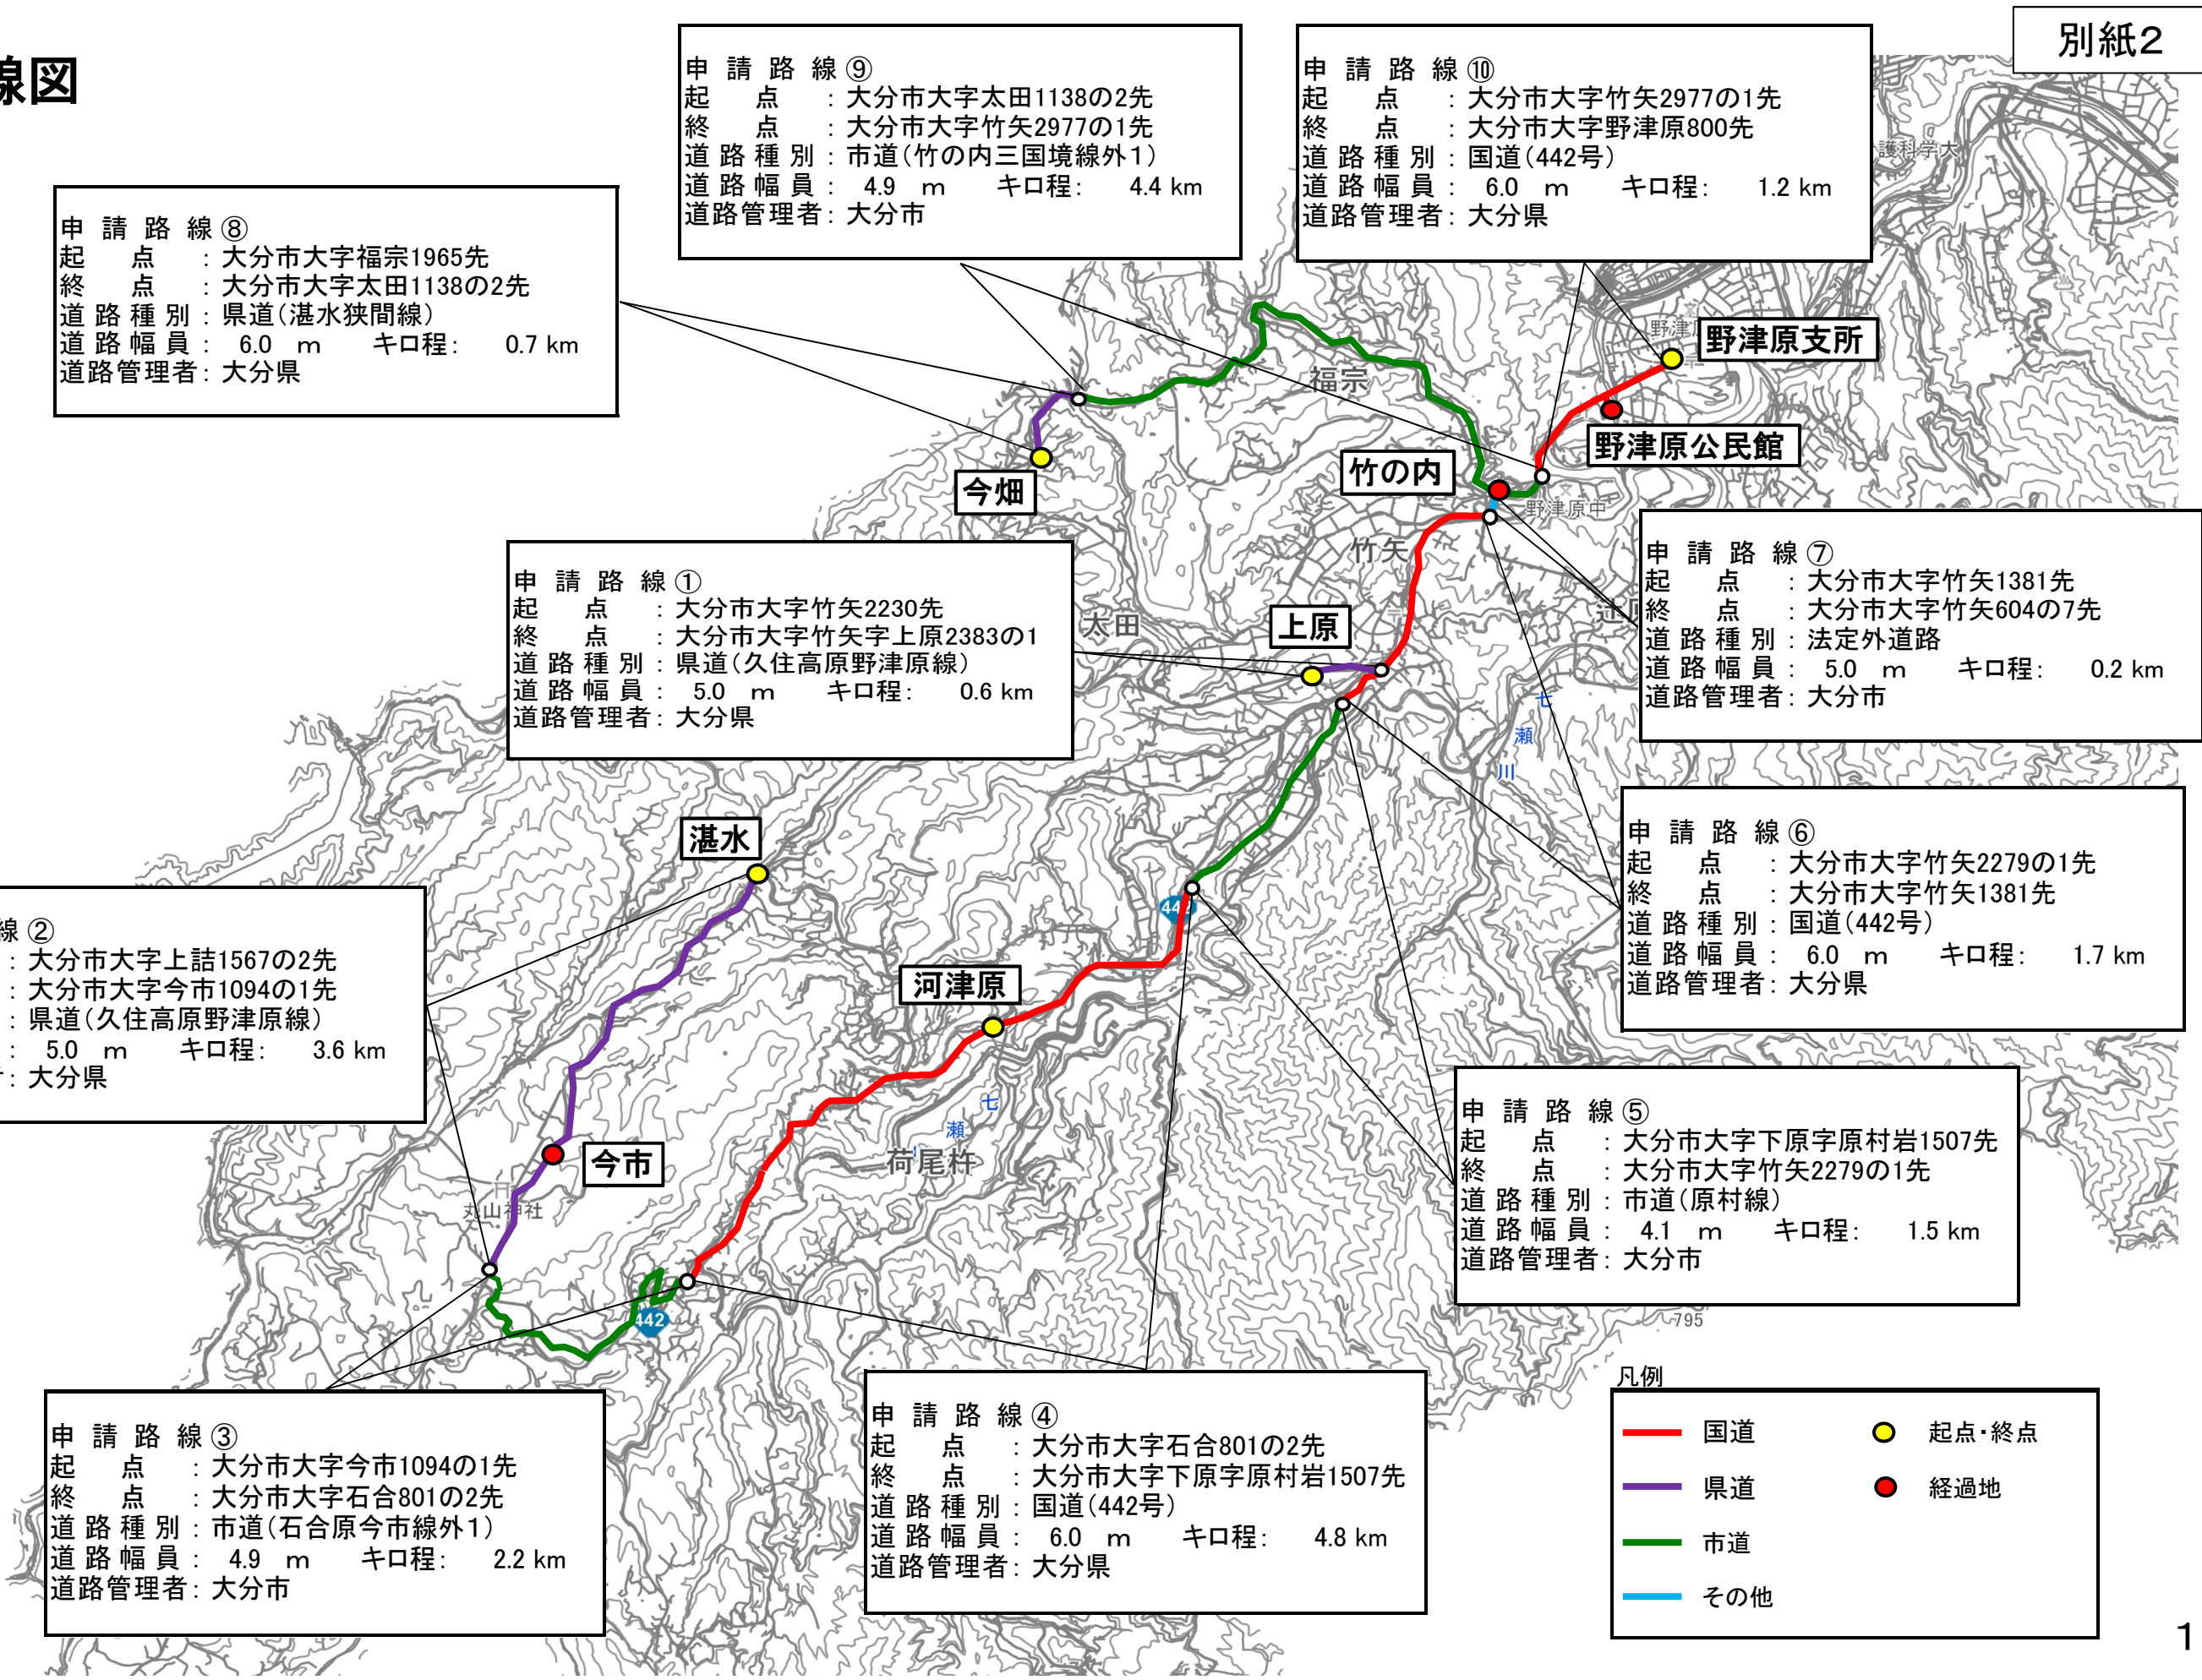 別紙2
線図
申請路線⑨
起点:大分市大字太田1138の2先
終点:大分市大字竹矢2977の1先
道路種別:市道(竹の内三国境線外1)
道路幅員: 4.9 m キロ程: 4.4 km
道路管理者:大分市
申請路線⑩
起点:大分市大字竹矢2977の1先
終点:大分市大字野津原800先
道路種別:国道(442号)
道路幅員: 6.0 m キロ程: 1.2 km
道路管理者:大分県
護科学大
申請路線⑧
起点:大分市大字福宗1965先
終点:大分市大字太田1138の2先
道路種別:県道(湛水狭間線)
道路幅員: 6.0 m キロ程: 0.7 km
道路管理者:大分県
野津原支所
福宗
野津原公民館
竹の内
今畑
野津原中
竹矢
申請路線①
起点:大分市大字竹矢2230先
終点:大分市大字竹矢字上原2383の1
道路種別:県道(久住高原野津原線)
道路幅員: 5.0 m キロ程: 0.6 km
道路管理者:大分県
太田
上原
申請路線⑦
起点:大分市大字竹矢1381先
終点:大分市大字竹矢604の7先
道路種別:法定外道路
道路幅員: 5.0 m キロ程: 0.2 km
道路管理者:大分市
七
瀬
川
湛水
申請路線⑥
起点:大分市大字竹矢2279の1先
終点:大分市大字竹矢1381先
道路種別:国道(442号)
道路幅員: 6.0 m キロ程: 1.7 km
道路管理者:大分県
線②
:大分市大字上詰1567の2先
:大分市大字今市1094の1先
:県道(久住高原野津原線)
: 5.0 m キロ程: 3.6 km
:大分県
442
河津原
七
瀬
荷尾杵
今市
丸山神社
申請路線⑤
起点:大分市大字下原字原村岩1507先
終点:大分市大字竹矢2279の1先
道路種別:市道(原村線)
道路幅員: 4.1 m キロ程: 1.5 km
道路管理者:大分市
442
795
申請路線③
起点:大分市大字今市1094の1先
終点:大分市大字石合801の2先
道路種別:市道(石合原今市線外1)
道路幅員: 4.9 m キロ程: 2.2 km
道路管理者:大分市
申請路線④
起点:大分市大字石合801の2先
終点:大分市大字下原字原村岩1507先
道路種別:国道(442号)
道路幅員: 6.0 m キロ程: 4.8 km
道路管理者:大分県
凡例
国道
起点・終点
県道
経過地
市道
その他
1